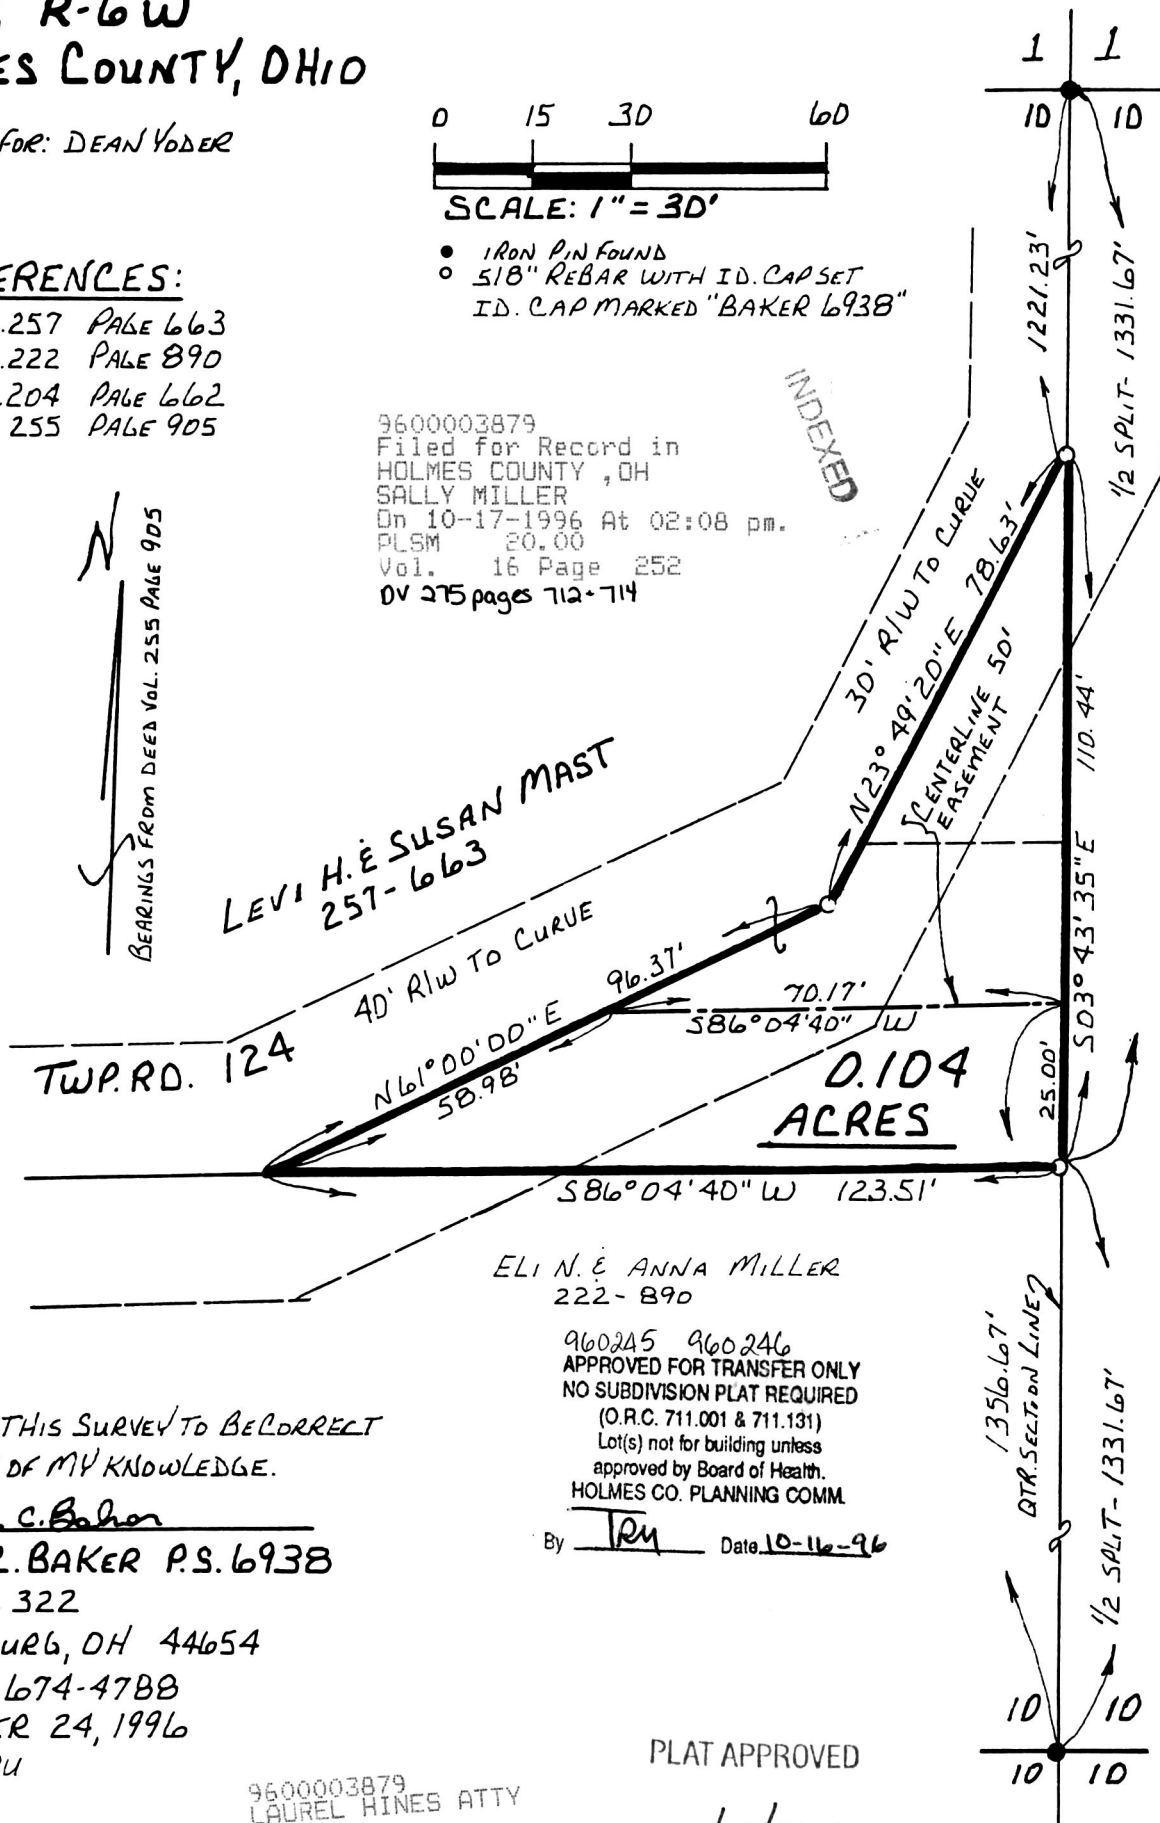 R-6W
ES COUNTY, OHIO
FOR: DEAN YODER
0 15 30 60
SCALE: 1" = 30'
IRON PIN FOUND
5/8" REBAR WITH ID. CAP SET
ID. CAP MARKED "BAKER 6938"
ERENCES:
.257 PAGE 663
.222 PAGE 890
.204 PAGE 662
255 PAGE 905
9600003879
Filed for Record in
HOLMES COUNTY ,OH
SALLY MILLER
On 10-17-1996 At 02:08 pm.
PLSM 20.00
Vol. 16 Page 252
DV 275 pages 712-714
INDEXED
1 1
10 10
1221.23'
1/2 SPLIT- 1331.67'
N
BEARINGS FROM DEED VOL. 255 PAGE 905
30' R/W TO CURVE
N23° 49' 20" E 78.63'
CENTERLINE 50'
EASEMENT
110.44'
S03° 43' 35" E
LEVI H. & SUSAN MAST
257-663
40' R/W TO CURVE
96.37'
70.17'
S86° 04' 40" W
N61° 00' 00" E
58.98'
TWP. RD. 124
0.104
ACRES
25.00'
S86° 04' 40" W 123.51'
ELI N. & ANNA MILLER
222-890
960245 960246
APPROVED FOR TRANSFER ONLY
NO SUBDIVISION PLAT REQUIRED
(O.R.C. 711.001 & 711.131)
Lot(s) not for building unless
approved by Board of Health.
HOLMES CO. PLANNING COMM.
By Date 10-16-96
1356.67'
QTR. SECTION LINE
1/2 SPLIT- 1331.67'
THIS SURVEY TO BE CORRECT
OF MY KNOWLEDGE.
C. Baker
C. BAKER P.S. 6938
322
URG, OH 44654
674-4788
ER 24, 1996
10 10
10 10
PLAT APPROVED
9600003879
LAUREL HINES ATTY